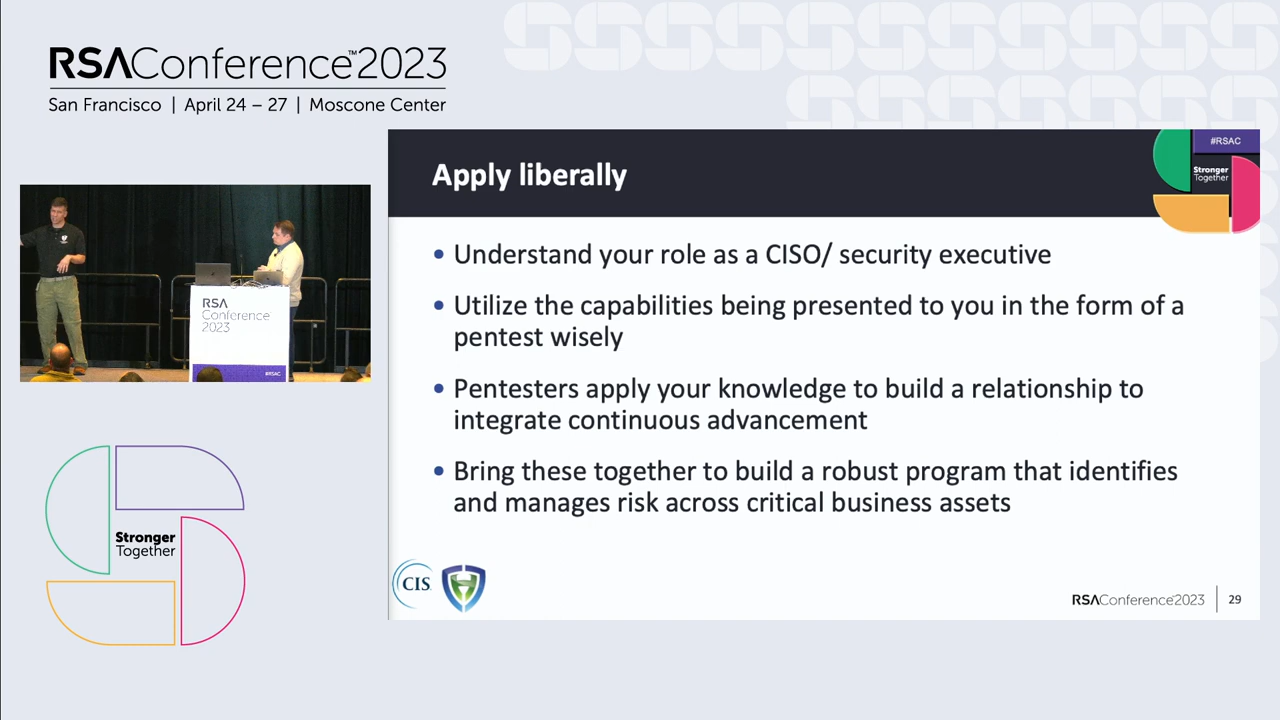 RSAConference™2023
San Francisco | April 24 – 27 | Moscone Center
Apply liberally
#RSAC
Stronger
Together
• Understand your role as a CISO/ security executive
• Utilize the capabilities being presented to you in the form of a
pentest wisely
• Pentesters apply your knowledge to build a relationship to
integrate continuous advancement
• Bring these together to build a robust program that identifies
and manages risk across critical business assets
RSA
Conference
2023
#RSAC
Stronger
Together
CIS.
RSAConference2023
29